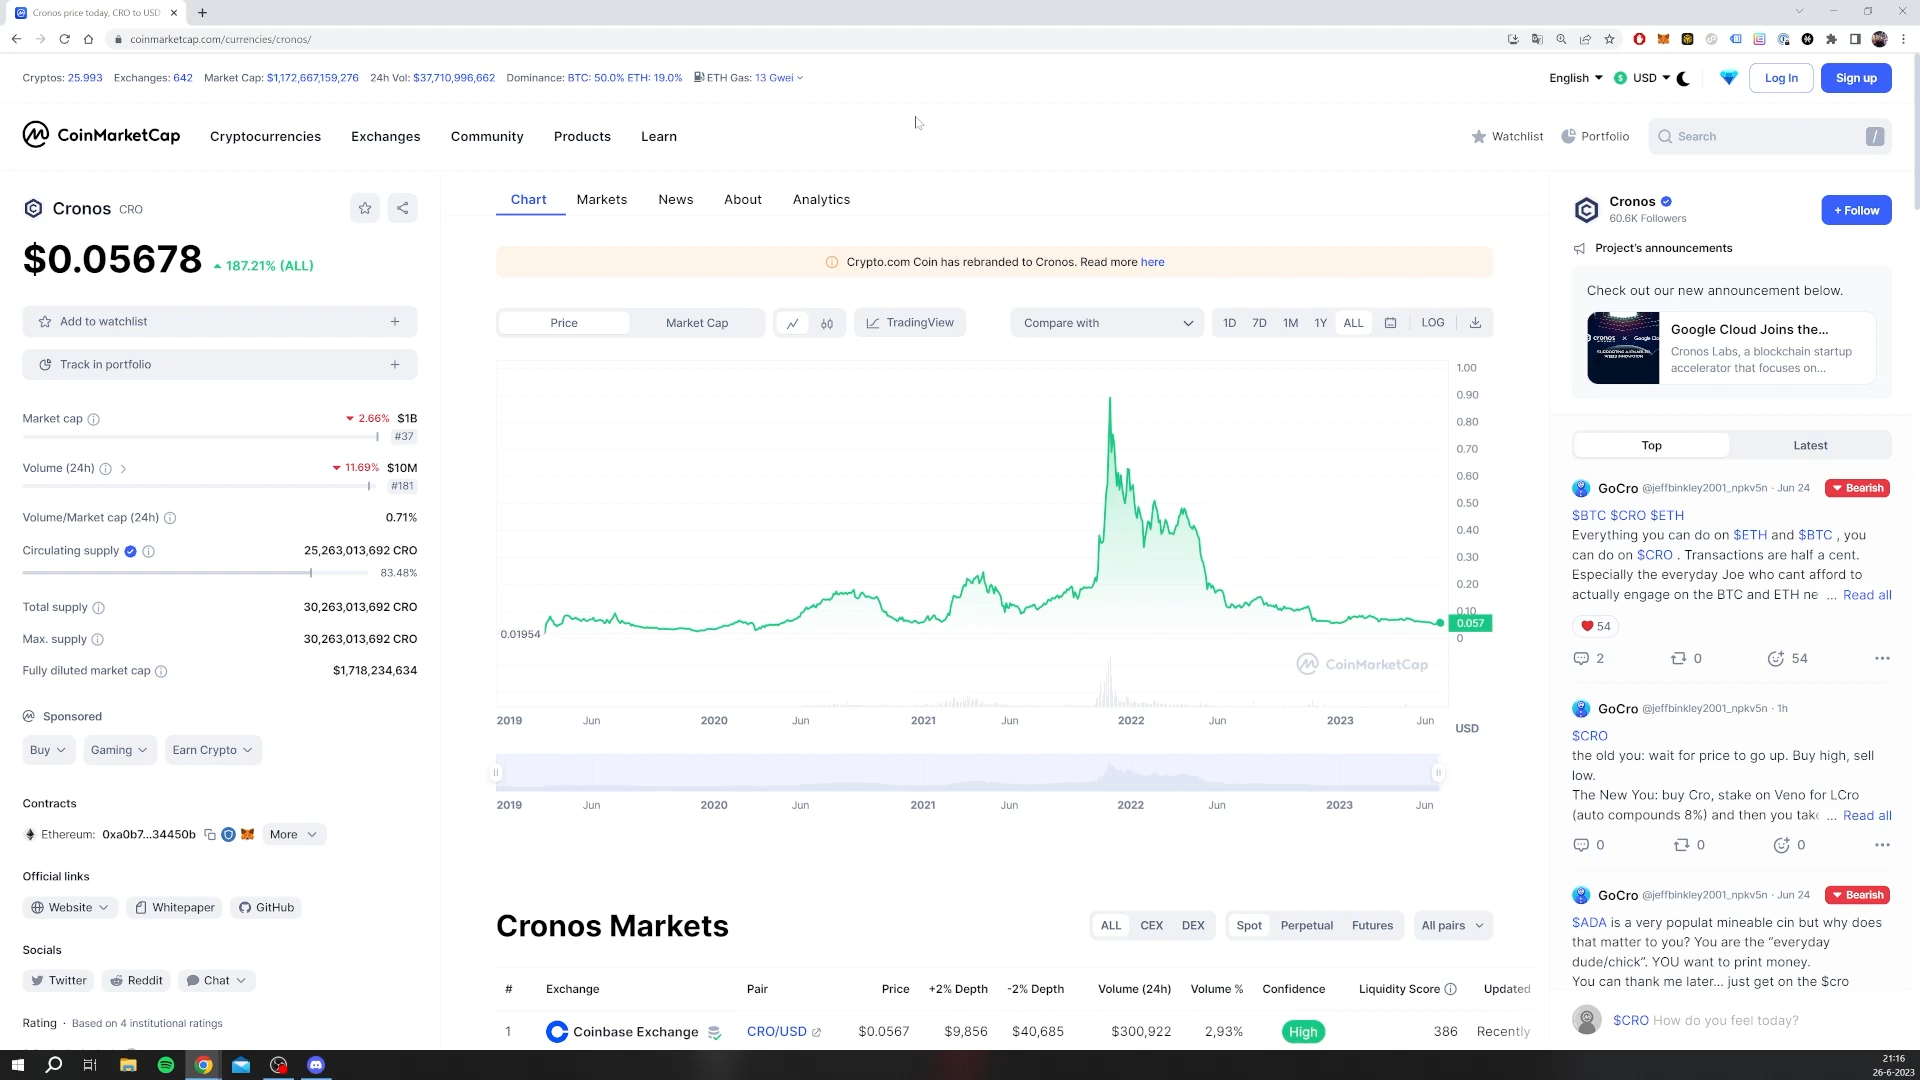 Cronos price today, CRO to USD
coinmarketcap.com/currencies/cronos/
Cryptos: 25.993 Exchanges: 642 Market Cap: $1,172,667,159,276 24h Vol: $37,710,996,662 Dominance: BTC: 50.0% ETH: 19.0% ETH Gas: 13 Gwei
English USD Log In Sign up
CoinMarketCap Cryptocurrencies Exchanges Community Products Learn
Watchlist Portfolio Search /
Cronos CRO
$0.05678 187.21% (ALL)
Add to watchlist
Track in portfolio
Market cap 2.66% $1B
#37
Volume (24h) 11.69% $10M
#181
Volume/Market cap (24h) 0.71%
Circulating supply 25,263,013,692 CRO
83.48%
Total supply 30,263,013,692 CRO
Max. supply 30,263,013,692 CRO
Fully diluted market cap $1,718,234,634
Sponsored
Buy Gaming Earn Crypto
Contracts
Ethereum: 0xa0b7...34450b More
Official links
Website Whitepaper GitHub
Socials
Twitter Reddit Chat
Rating · Based on 4 institutional ratings
Chart Markets News About Analytics
Crypto.com Coin has rebranded to Cronos. Read more here
Price Market Cap TradingView Compare with 1D 7D 1M 1Y ALL LOG
1.00
0.90
0.80
0.70
0.60
0.50
0.40
0.30
0.20
0.10
0.057
0
0.01954
CoinMarketCap
2019 Jun 2020 Jun 2021 Jun 2022 Jun 2023 Jun
USD
2019 Jun 2020 Jun 2021 Jun 2022 Jun 2023 Jun
Cronos Markets
ALL CEX DEX Spot Perpetual Futures All pairs
# Exchange Pair Price +2% Depth -2% Depth Volume (24h) Volume % Confidence Liquidity Score Updated
1 Coinbase Exchange CRO/USD $0.0567 $9,856 $40,685 $300,922 2,93% High 386 Recently
Cronos
60.6K Followers
+ Follow
Project's announcements
Check out our new announcement below.
Google Cloud Joins the...
Cronos Labs, a blockchain startup
accelerator that focuses on...
Top Latest
GoCro @jeffbinkley2001_npkv5n · Jun 24 Bearish
$BTC $CRO $ETH
Everything you can do on $ETH and $BTC , you
can do on $CRO . Transactions are half a cent.
Especially the everyday Joe who cant afford to
actually engage on the BTC and ETH ne ... Read all
54
2 0 54
GoCro @jeffbinkley2001_npkv5n · 1h
$CRO
the old you: wait for price to go up. Buy high, sell
low.
The New You: buy Cro, stake on Veno for LCro
(auto compounds 8%) and then you take ... Read all
0 0 0
GoCro @jeffbinkley2001_npkv5n · Jun 24 Bearish
$ADA is a very populat mineable cin but why does
that matter to you? You are the “everyday
dude/chick”. YOU want to print money.
You can thank me later... just get on the $cro
$CRO How do you feel today?
21:16
26-6-2023